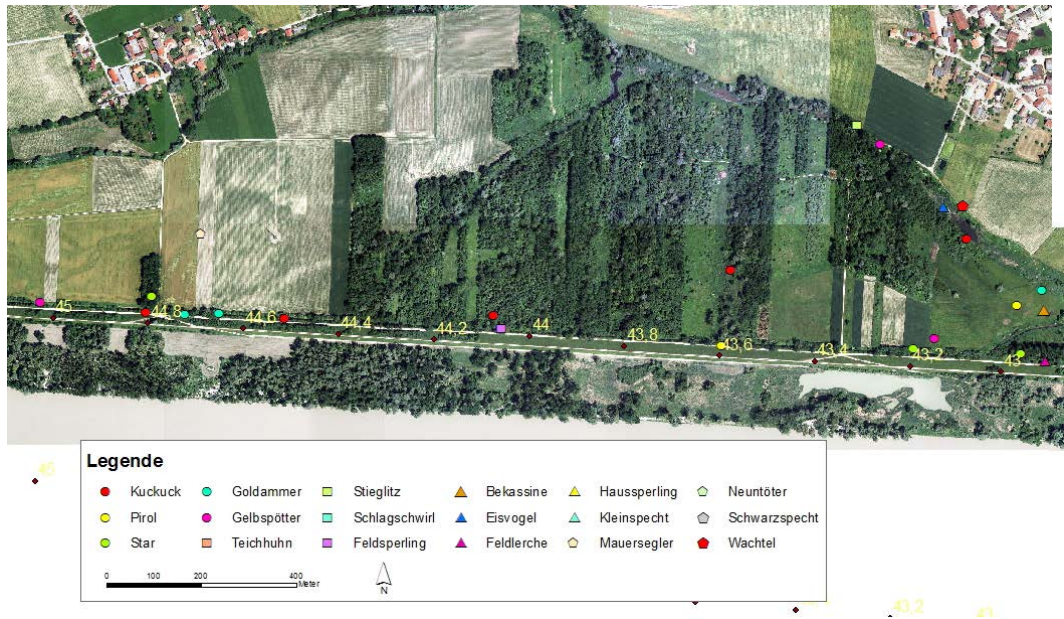 45
44,8
44,6
44,4
44,2
44
43,8
43,6
43,4
43,2
43
Legende
Kuckuck Goldammer Stieglitz Bekassine Haussperling Neuntöter
Pirol Gelbspötter Schlagschwirl Eisvogel Kleinspecht Schwarzspecht
Star Teichhuhn Feldsperling Feldlerche Mauersegler Wachtel
0 100 200 400
Meter
N
45
43,2